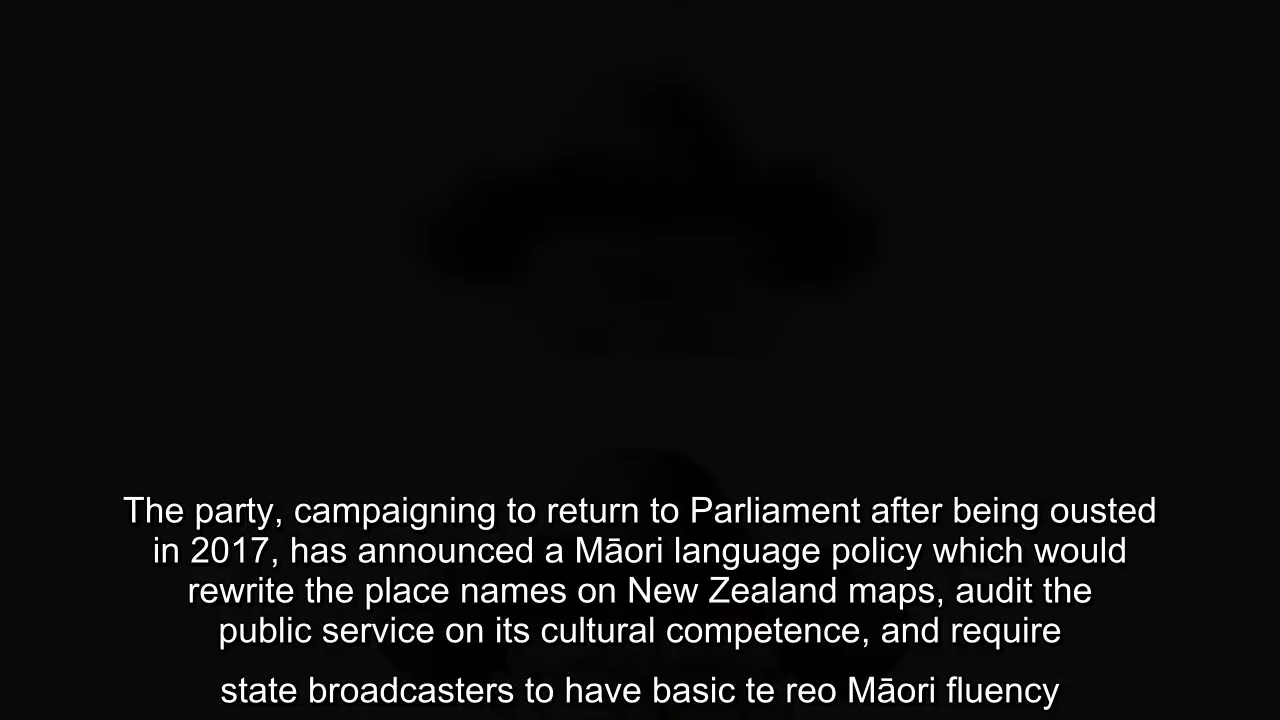 The party, campaigning to return to Parliament after being ousted
in 2017, has announced a Māori language policy which would
rewrite the place names on New Zealand maps, audit the
public service on its cultural competence, and require
state broadcasters to have basic te reo Māori fluency